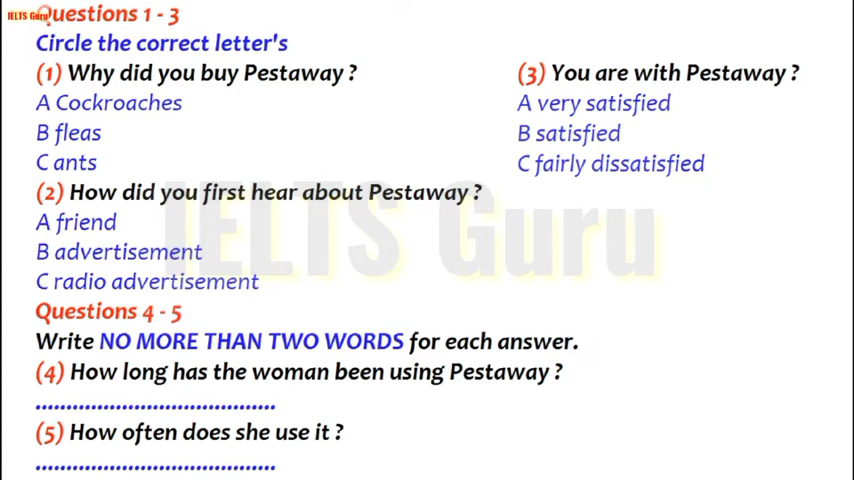 IELTS Guru
Questions 1 - 3
Circle the correct letter's
(1) Why did you buy Pestaway ?
A Cockroaches
B fleas
C ants
(2) How did you first hear about Pestaway ?
A friend
B advertisement
C radio advertisement
(3) You are with Pestaway ?
A very satisfied
B satisfied
C fairly dissatisfied
IELTS Guru
Questions 4 - 5
Write NO MORE THAN TWO WORDS for each answer.
(4) How long has the woman been using Pestaway ?
.......................................
(5) How often does she use it ?
.......................................